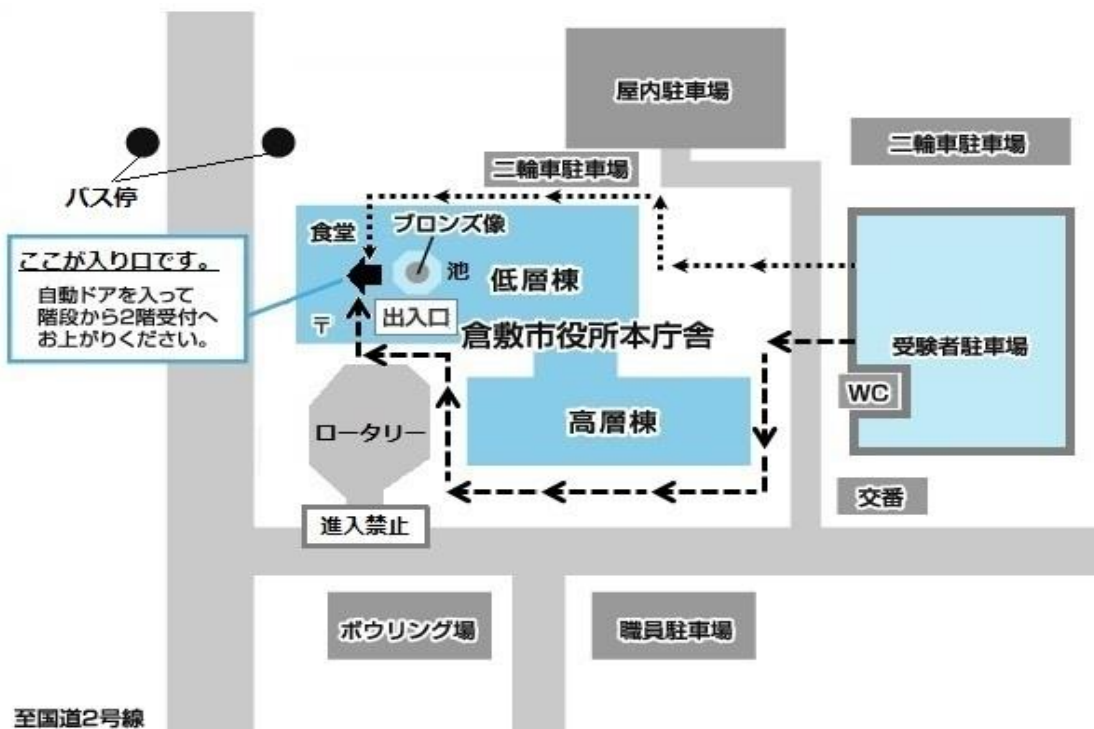 屋内駐車場
二輪車駐車場
二輪車駐車場
バス停
食堂
ブロンズ像
ここが入り口です。
自動ドアを入って
階段から2階受付へ
お上がりください。
池
低層棟
〒
出入口
倉敷市役所本庁舎
受験者駐車場
WC
高層棟
ロータリー
交番
進入禁止
ボウリング場
職員駐車場
至国道2号線